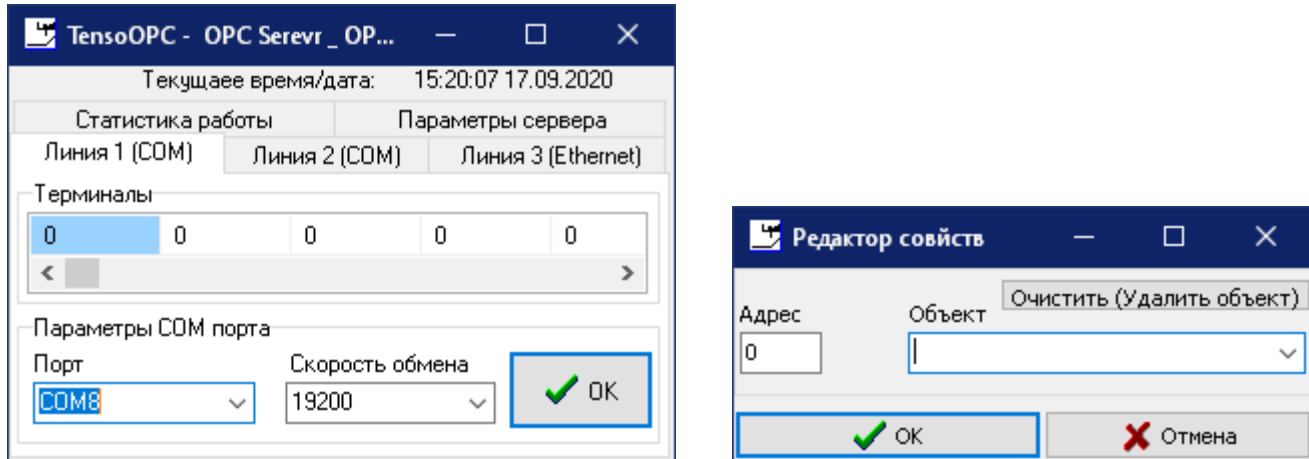 TensoOPC - OPC Serevr _ OP...
Текущаее время/дата: 15:20:07 17.09.2020
Статистика работы Параметры сервера
Линия 1 (COM) Линия 2 (COM) Линия 3 (Ethernet)
Терминалы
0 0 0 0 0
Параметры COM порта
Порт Скорость обмена
COM8 19200 OK
Редактор совйств
Очистить (Удалить объект)
Адрес Объект
0
OK Отмена